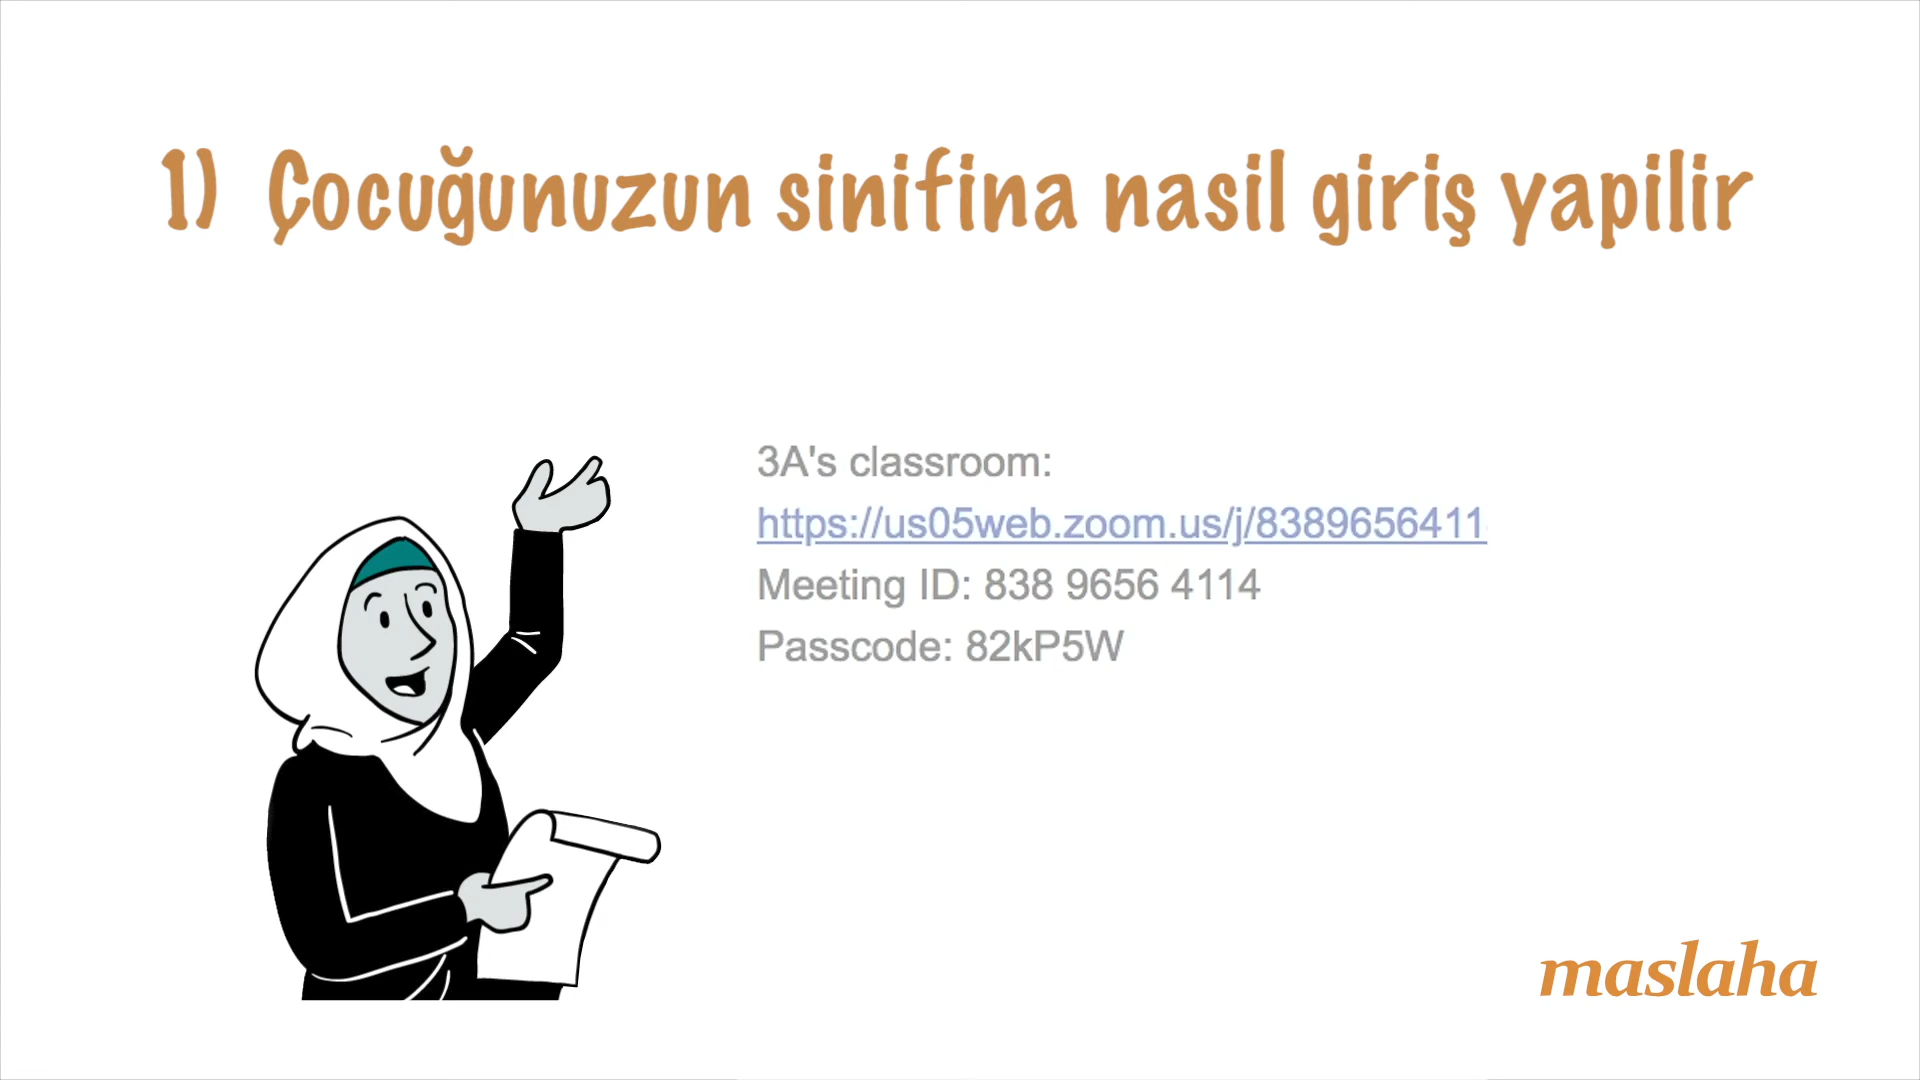 1) Çocuğunuzun sinifina nasil giriş yapilir
3A's classroom:
https://us05web.zoom.us/j/8389656411
Meeting ID: 838 9656 4114
Passcode: 82kP5W
maslaha